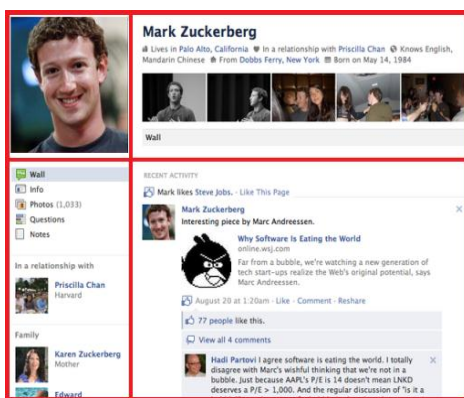 Mark Zuckerberg
Lives in Palo Alto, California In a relationship with Priscilla Chan Knows English,
Mandarin Chinese From Dobbs Ferry, New York Born on May 14, 1984
Wall
Wall
Info
Photos (1,033)
Questions
Notes
In a relationship with
Priscilla Chan
Harvard
Family
Karen Zuckerberg
Mother
Edward
RECENT ACTIVITY
Mark likes Steve Jobs. · Like This Page
Mark Zuckerberg
Interesting piece by Marc Andreessen.
Why Software Is Eating the World
online.wsj.com
Far from a bubble, we're watching a new generation of
tech start-ups realize the Web's original potential, says
Marc Andreessen.
August 20 at 1:20am · Like · Comment · Reshare
77 people like this.
View all 4 comments
Hadi Partovi I agree software is eating the world. I totally
disagree with Marc's wishful thinking that we're not in a
bubble. Just because AAPL's P/E is 14 doesn't mean LNKD
deserves a P/E > 1,000. And the regular discussion of "is it a